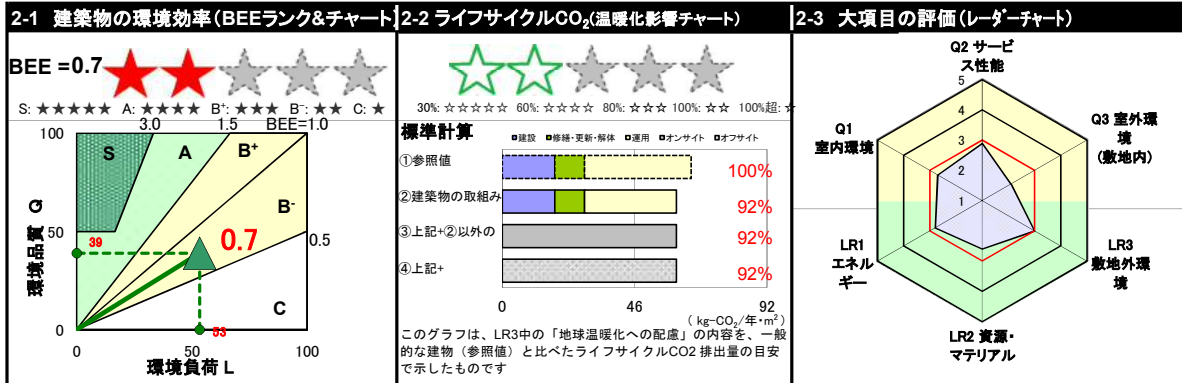 2-1 建築物の環境効率(BEEランク&チャート)
BEE =0.7
S: ★★★★★ A: ★★★★ B⁺: ★★★ B⁻: ★★ C: ★
3.0 1.5 BEE=1.0
100
S A B⁺
B⁻
50
39
0.7
0.5
C
0
53
0 50 100
環境品質 Q
環境負荷 L
2-2 ライフサイクルCO₂(温暖化影響チャート)
30%: ☆☆☆☆☆ 60%: ☆☆☆☆ 80%: ☆☆☆ 100%: ☆☆ 100%超: ☆
標準計算
建設 修繕・更新・解体 運用 オンサイト オフサイト
①参照値 100%
②建築物の取組み 92%
③上記+②以外の 92%
④上記+ 92%
0 46 92
( kg-CO₂/年・m²)
このグラフは、LR3中の「地球温暖化への配慮」の内容を、一般
的な建物(参照値)と比べたライフサイクルCO2 排出量の目安
で示したものです
2-3 大項目の評価(レーダーチャート)
Q2 サービ
ス性能
5
4
3
2
1
Q1
室内環境
Q3 室外環
境
(敷地内)
LR1
エネル
ギー
LR3
敷地外環
境
LR2 資源・
マテリアル